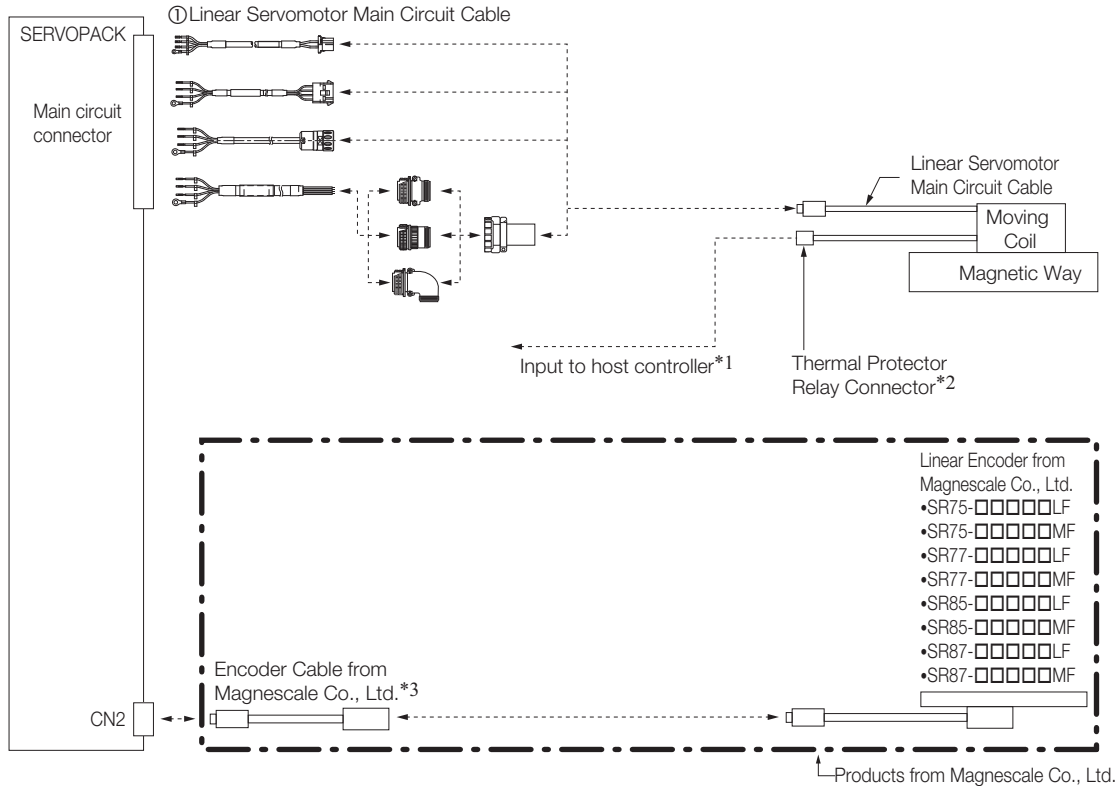 ①Linear Servomotor Main Circuit Cable
SERVOPACK
Main circuit
connector
Linear Servomotor
Main Circuit Cable
Moving
Coil
Magnetic Way
Input to host controller*1
Thermal Protector
Relay Connector*2
Linear Encoder from
Magnescale Co., Ltd.
•SR75-□□□□□LF
•SR75-□□□□□MF
•SR77-□□□□□LF
•SR77-□□□□□MF
•SR85-□□□□□LF
•SR85-□□□□□MF
•SR87-□□□□□LF
•SR87-□□□□□MF
Encoder Cable from
Magnescale Co., Ltd.*3
CN2
Products from Magnescale Co., Ltd.